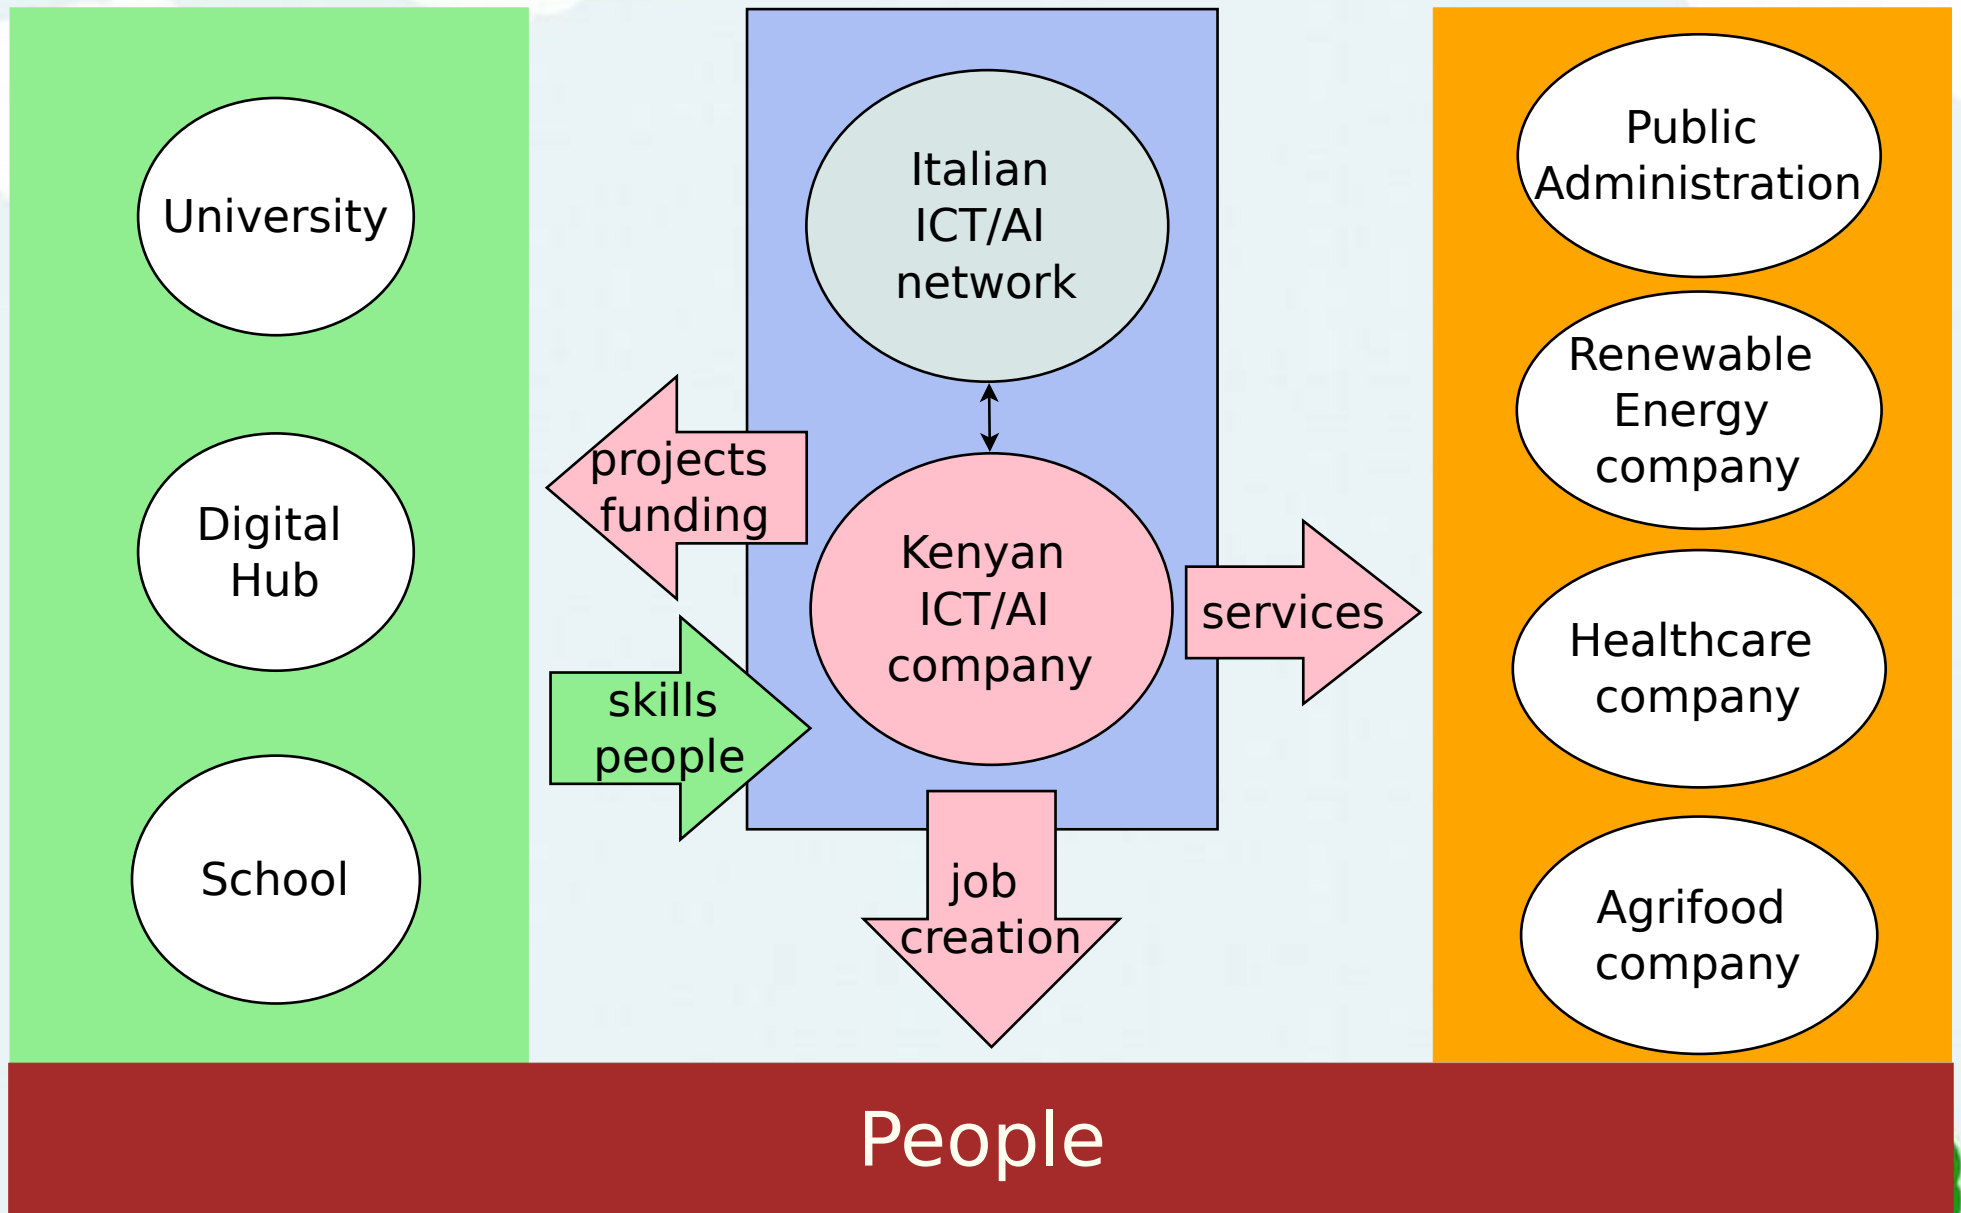 University
Digital
Hub
School
Italian
ICT/AI
network
projects
funding
Kenyan
ICT/AI
company
skills
people
services
job
creation
Public
Administration
Renewable
Energy
company
Healthcare
company
Agrifood
company
People